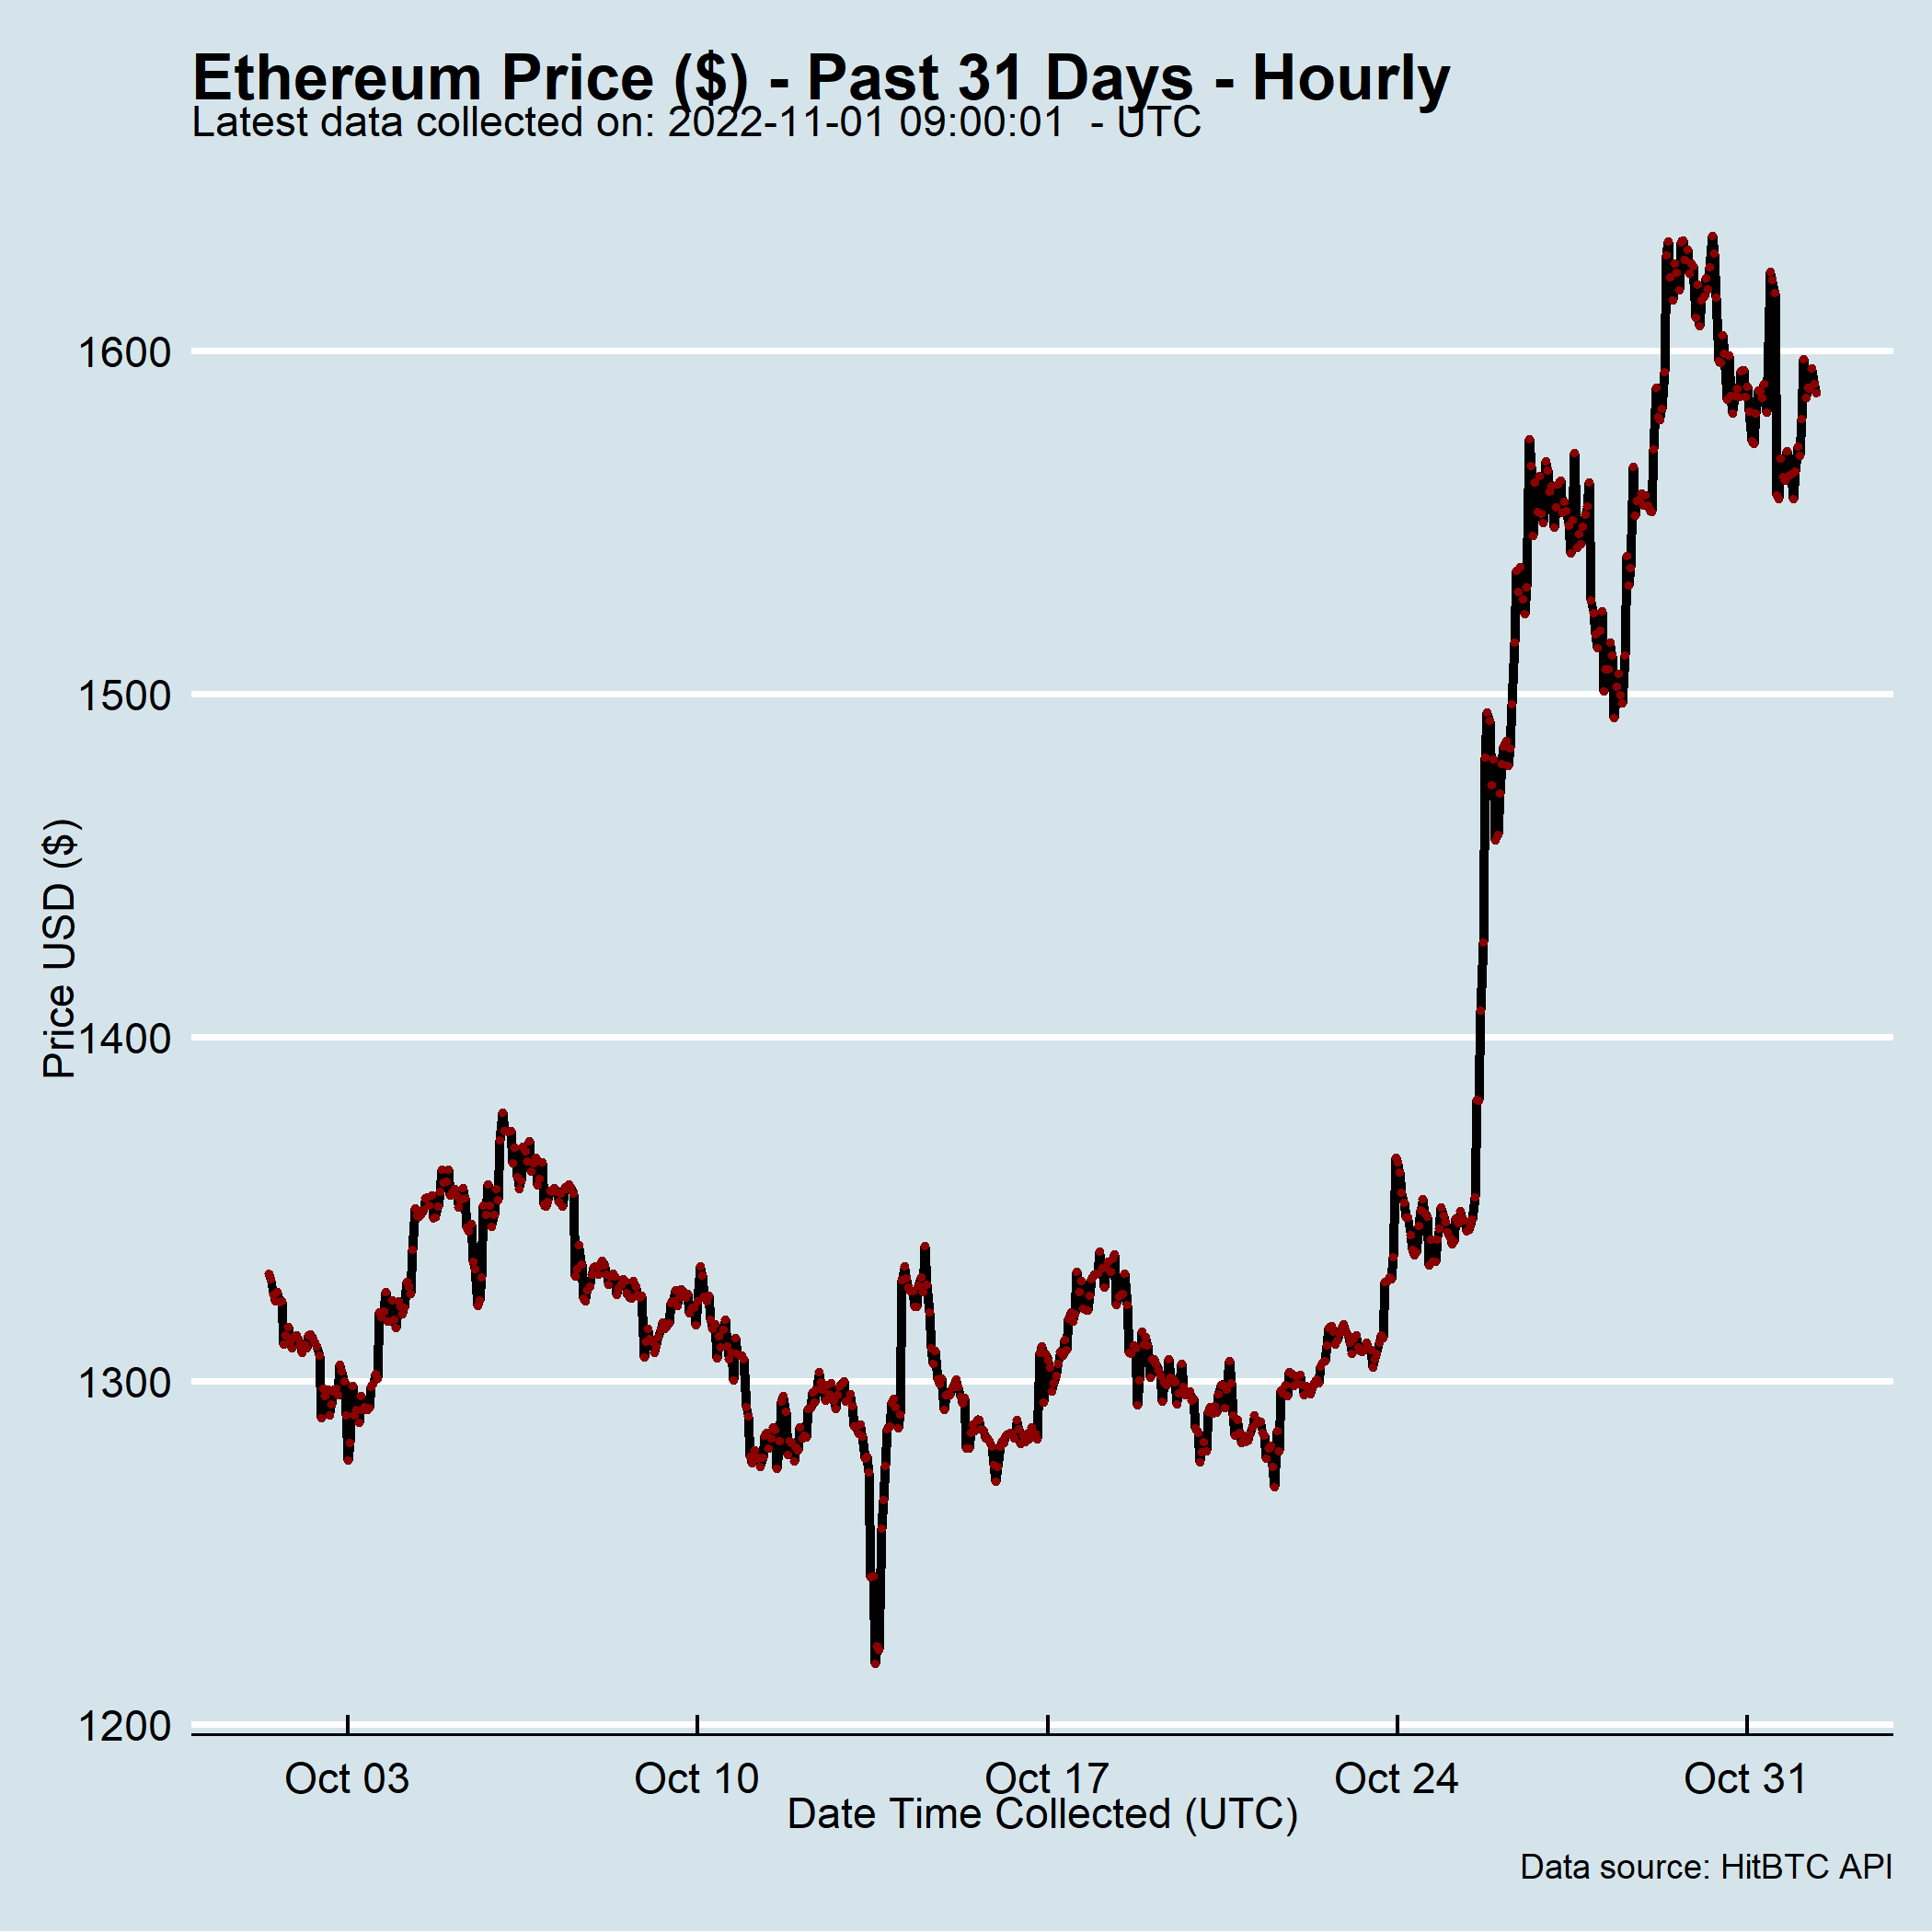 Ethereum Price ($) - Past 31 Days - Hourly
Latest data collected on: 2022-11-01 09:00:01  - UTC
Price USD ($)
1600
1500
1400
1300
1200
Oct 03 Oct 10 Oct 17 Oct 24 Oct 31
Date Time Collected (UTC)
Data source: HitBTC API